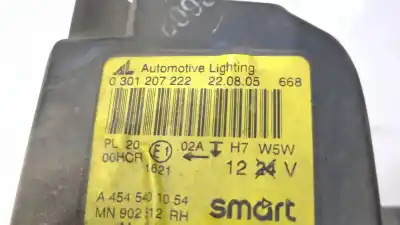 AL Automotive Lighting
0 301 207 222 22.08.05 668
PL 20 02A H7 W5W
00HCR E1
1621
12 24 V
A 454 540 10 54
MN 902 12 RH
smart